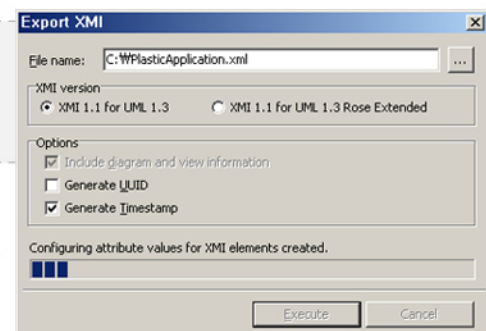 Export XMI
File name: C:₩PlasticApplication.xml ...
XMI version
XMI 1.1 for UML 1.3 XMI 1.1 for UML 1.3 Rose Extended
Options
Include diagram and view information
Generate UUID
Generate Timestamp
Configuring attribute values for XMI elements created.
Execute Cancel